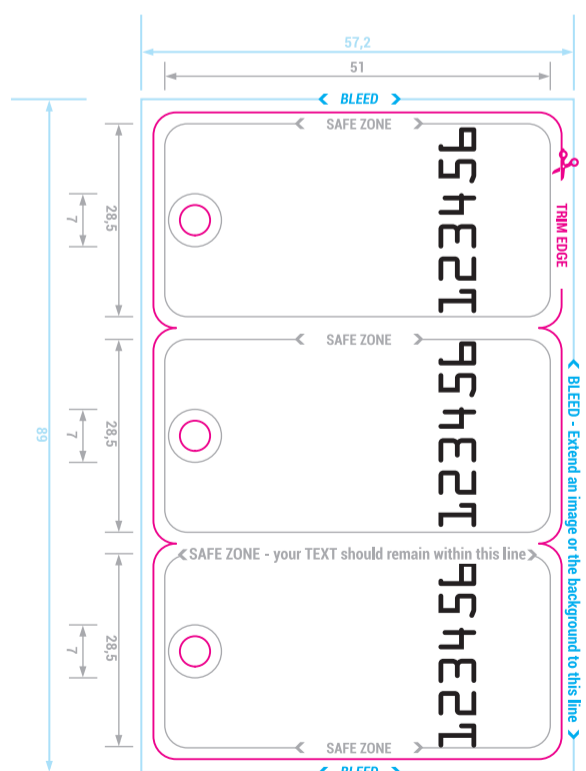 57,2
51
BLEED
SAFE ZONE
123456
TRIM EDGE
28,5
7
SAFE ZONE
123456
28,5
7
89
BLEED - Extend an image or the background to this line
SAFE ZONE - your TEXT should remain within this line
123456
28,5
7
SAFE ZONE
BLEED